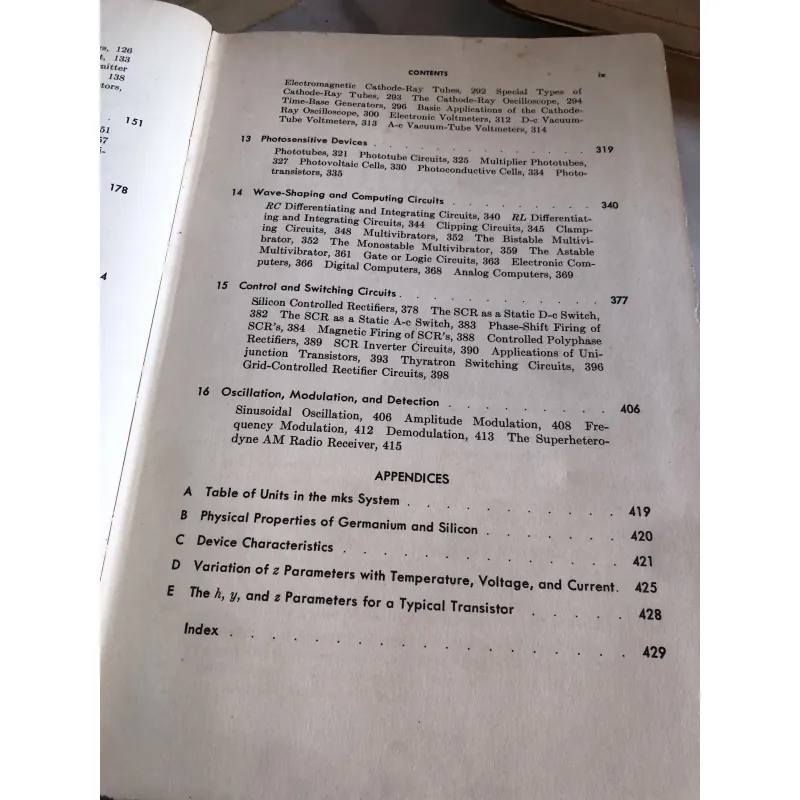 s, 126
t, 133
mitter
138
tors,
151
51
57
i-
178
4
CONTENTS ix
Electromagnetic Cathode-Ray Tubes, 292 Special Types of
Cathode-Ray Tubes, 293 The Cathode-Ray Oscilloscope, 294
Time-Base Generators, 296 Basic Applications of the Cathode-
Ray Oscilloscope, 300 Electronic Voltmeters, 312 D-c Vacuum-
Tube Voltmeters, 313 A-c Vacuum-Tube Voltmeters, 314
13 Photosensitive Devices . . . . . . . . . . . . 319
Phototubes, 321 Phototube Circuits, 325 Multiplier Phototubes,
327 Photovoltaic Cells, 330 Photoconductive Cells, 334 Photo-
transistors, 335
14 Wave-Shaping and Computing Circuits . . . . . . . . 340
RC Differentiating and Integrating Circuits, 340 RL Differentiat-
ing and Integrating Circuits, 344 Clipping Circuits, 345 Clamp-
ing Circuits, 348 Multivibrators, 352 The Bistable Multivi-
brator, 352 The Monostable Multivibrator, 359 The Astable
Multivibrator, 361 Gate or Logic Circuits, 363 Electronic Com-
puters, 366 Digital Computers, 368 Analog Computers, 369
15 Control and Switching Circuits . . . . . . . . . . 377
Silicon Controlled Rectifiers, 378 The SCR as a Static D-c Switch,
382 The SCR as a Static A-c Switch, 383 Phase-Shift Firing of
SCR's, 384 Magnetic Firing of SCR's, 388 Controlled Polyphase
Rectifiers, 389 SCR Inverter Circuits, 390 Applications of Uni-
junction Transistors, 393 Thyratron Switching Circuits, 396
Grid-Controlled Rectifier Circuits, 398
16 Oscillation, Modulation, and Detection . . . . . . . . . 406
Sinusoidal Oscillation, 406 Amplitude Modulation, 408 Fre-
quency Modulation, 412 Demodulation, 413 The Superhetero-
dyne AM Radio Receiver, 415
APPENDICES
A Table of Units in the mks System . . . . . . . . . . 419
B Physical Properties of Germanium and Silicon . . . . . . . 420
C Device Characteristics . . . . . . . . . . . . . 421
D Variation of z Parameters with Temperature, Voltage, and Current. 425
E The h, y, and z Parameters for a Typical Transistor . . . . . 428
Index . . . . . . . . . . . . . . . . . . 429